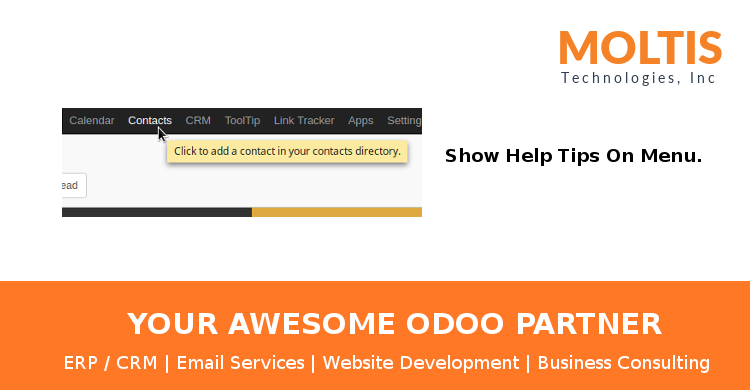 MOLTIS
Technologies, Inc
Calendar Contacts CRM ToolTip Link Tracker Apps Setting
Click to add a contact in your contacts directory.
ead
Show Help Tips On Menu.
YOUR AWESOME ODOO PARTNER
ERP / CRM | Email Services | Website Development | Business Consulting